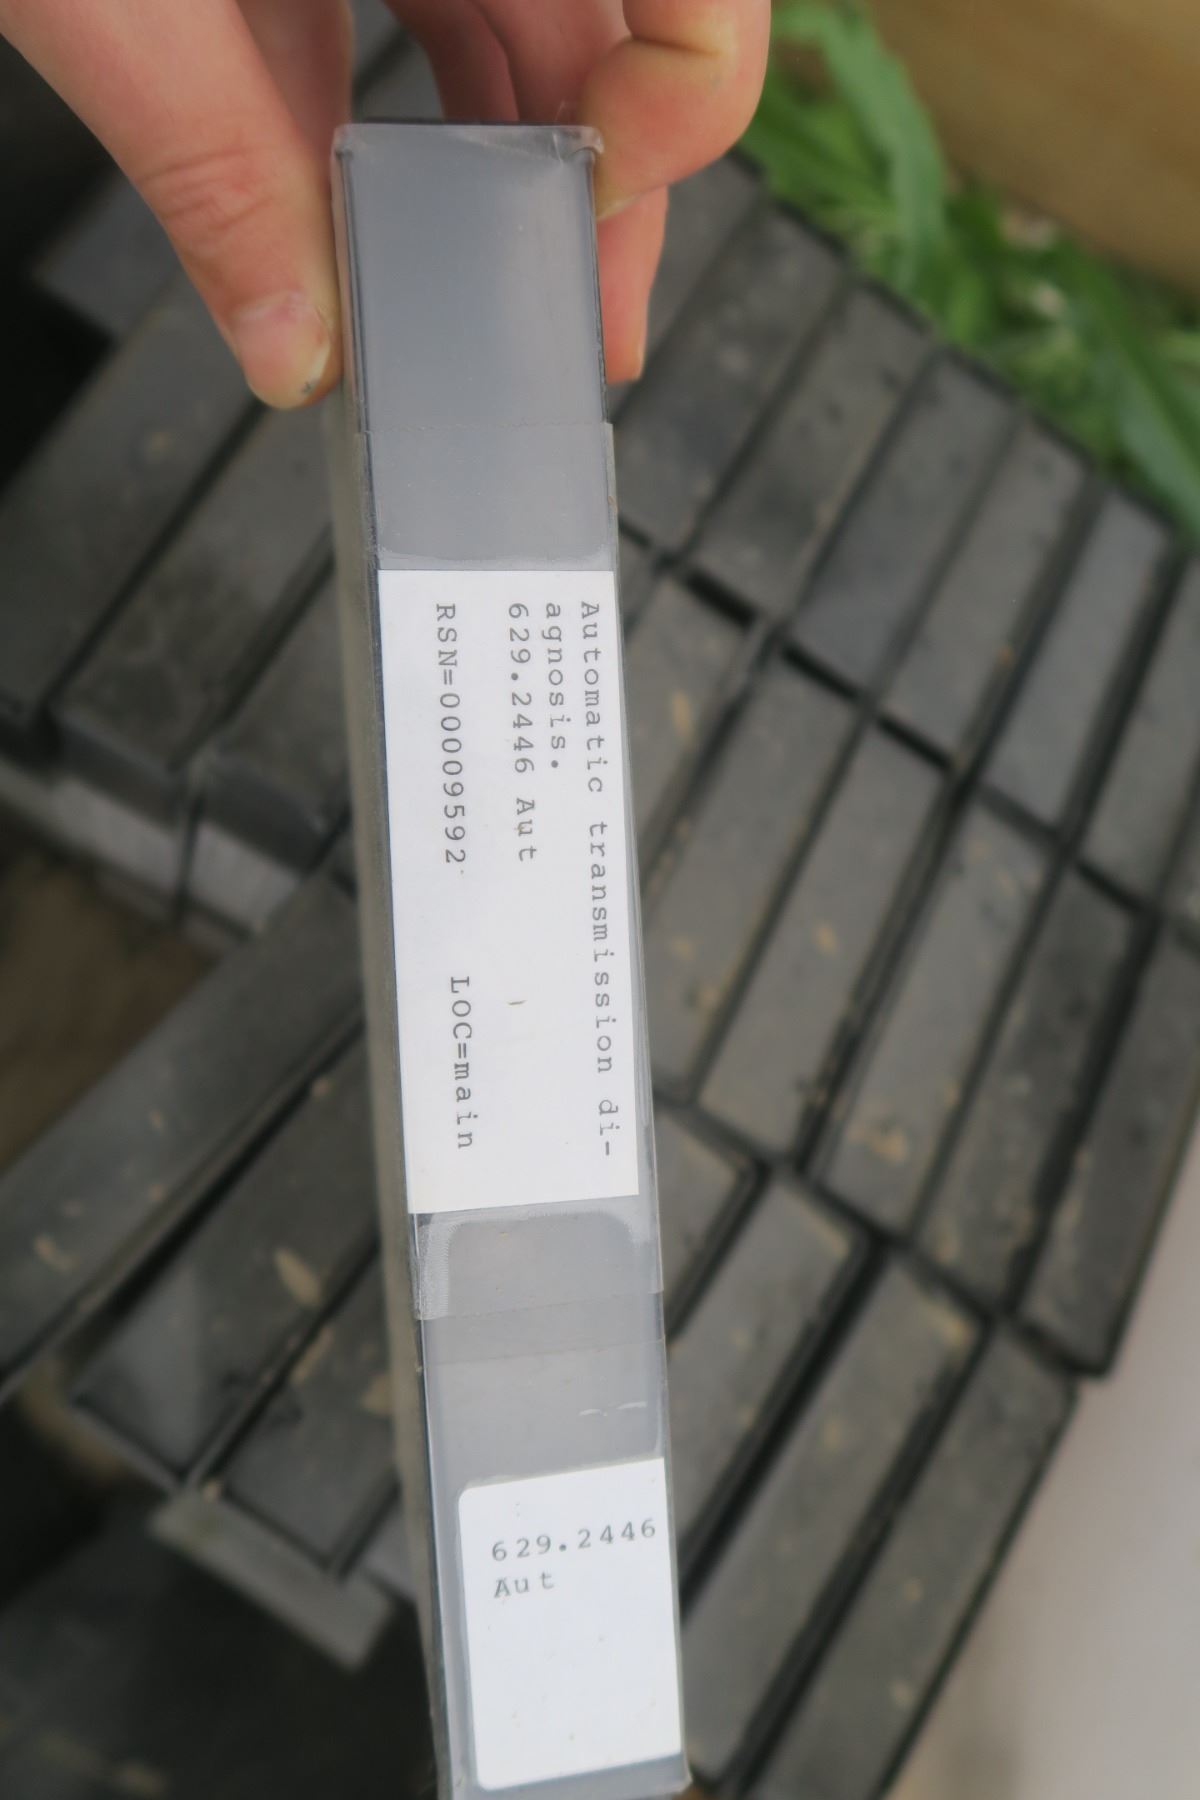 Automatic transmission di-
agnosis.
629.2446 Aut
RSN=00009592 LOC=main
629.2446
Aut